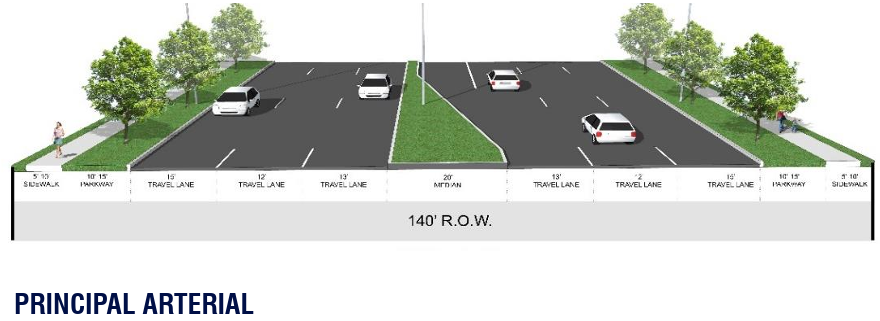 5' 10' 10' 15' 15' 12' 13' 20' 13' 12' 15' 10' 15' 5' 10'
SIDEWALK PARKWAY TRAVEL LANE TRAVEL LANE TRAVEL LANE MEDIAN TRAVEL LANE TRAVEL LANE TRAVEL LANE PARKWAY SIDEWALK
140' R.O.W.
PRINCIPAL ARTERIAL